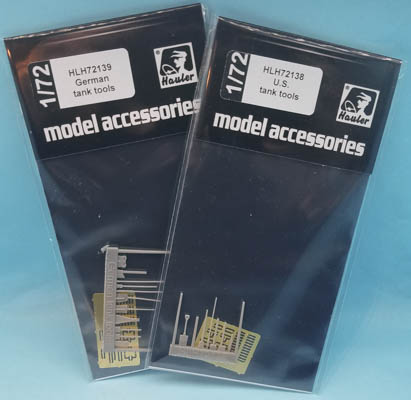 1/72
HLH72139
German
tank tools
Hauler
model accessories
1/72
HLH72138
U.S.
tank tools
Hauler
model accessories